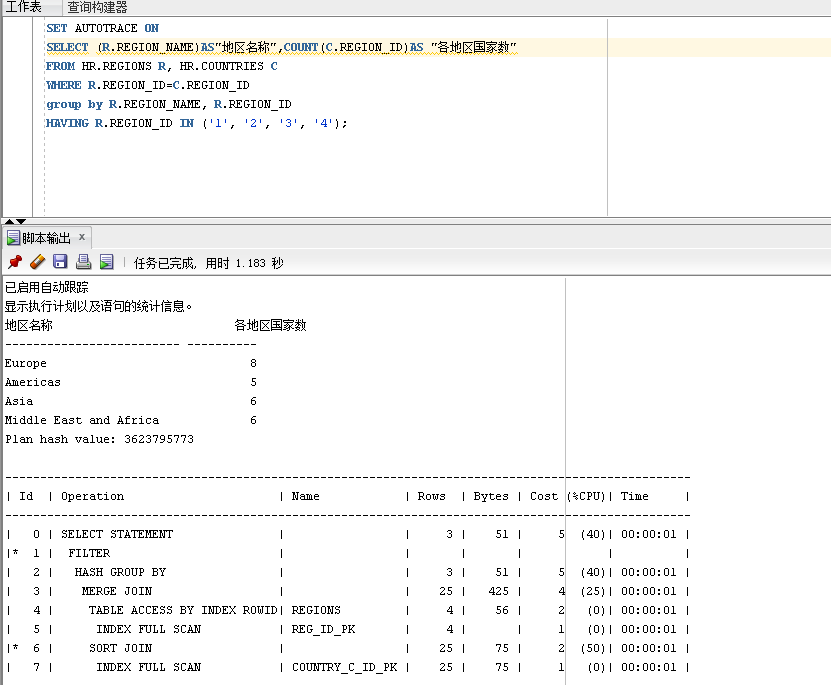 工作表 查询构建器
SET AUTOTRACE ON
SELECT (R.REGION_NAME)AS"地区名称",COUNT(C.REGION_ID)AS "各地区国家数"
FROM HR.REGIONS R, HR.COUNTRIES C
WHERE R.REGION_ID=C.REGION_ID
group by R.REGION_NAME, R.REGION_ID
HAVING R.REGION_ID IN ('1', '2', '3', '4');
脚本输出 x
任务已完成, 用时 1.183 秒
已启用自动跟踪
显示执行计划以及语句的统计信息。
地区名称 各地区国家数
------------------------- ----------
Europe 8
Americas 5
Asia 6
Middle East and Africa 6
Plan hash value: 3623795773
--------------------------------------------------------------------------------------------------
| Id | Operation | Name | Rows | Bytes | Cost (%CPU)| Time |
--------------------------------------------------------------------------------------------------
| 0 | SELECT STATEMENT | | 3 | 51 | 5 (40)| 00:00:01 |
|* 1 | FILTER | | | | | |
| 2 | HASH GROUP BY | | 3 | 51 | 5 (40)| 00:00:01 |
| 3 | MERGE JOIN | | 25 | 425 | 4 (25)| 00:00:01 |
| 4 | TABLE ACCESS BY INDEX ROWID| REGIONS | 4 | 56 | 2 (0)| 00:00:01 |
| 5 | INDEX FULL SCAN | REG_ID_PK | 4 | | 1 (0)| 00:00:01 |
|* 6 | SORT JOIN | | 25 | 75 | 2 (50)| 00:00:01 |
| 7 | INDEX FULL SCAN | COUNTRY_C_ID_PK | 25 | 75 | 1 (0)| 00:00:01 |